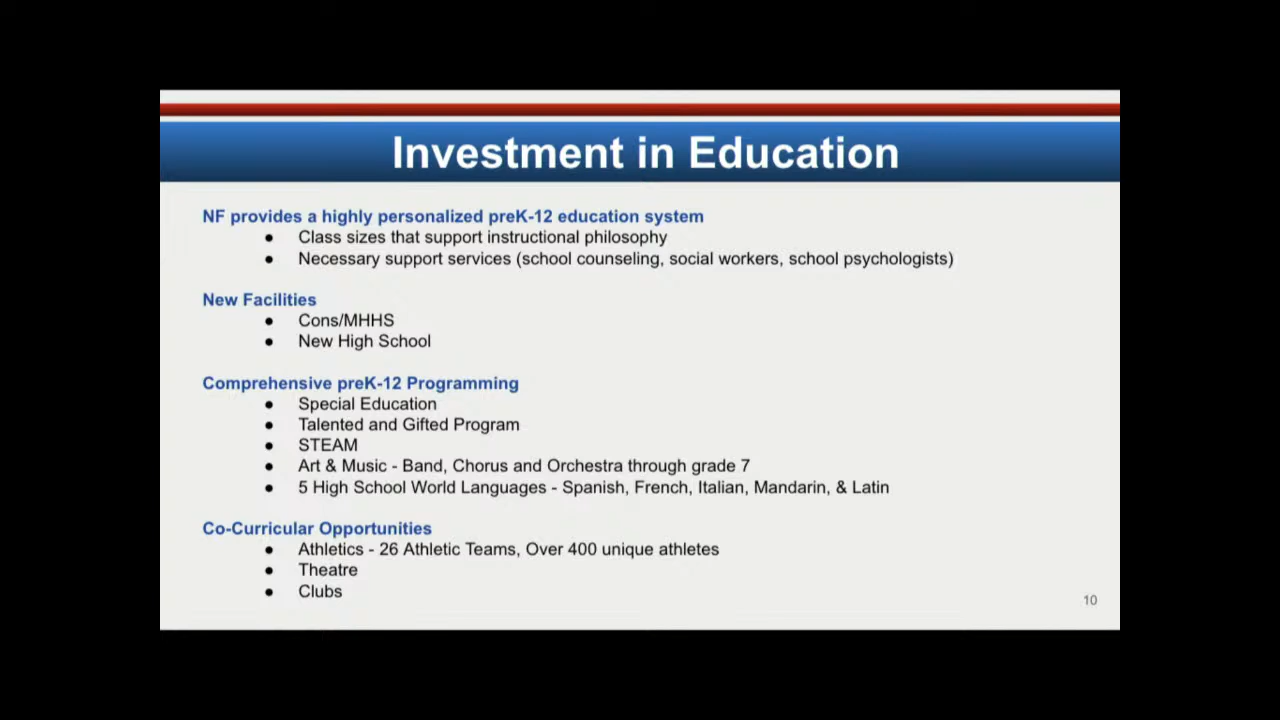 Investment in Education
NF provides a highly personalized preK-12 education system
● Class sizes that support instructional philosophy
● Necessary support services (school counseling, social workers, school psychologists)
New Facilities
● Cons/MHHS
● New High School
Comprehensive preK-12 Programming
● Special Education
● Talented and Gifted Program
● STEAM
● Art & Music - Band, Chorus and Orchestra through grade 7
● 5 High School World Languages - Spanish, French, Italian, Mandarin, & Latin
Co-Curricular Opportunities
● Athletics - 26 Athletic Teams, Over 400 unique athletes
● Theatre
● Clubs
10